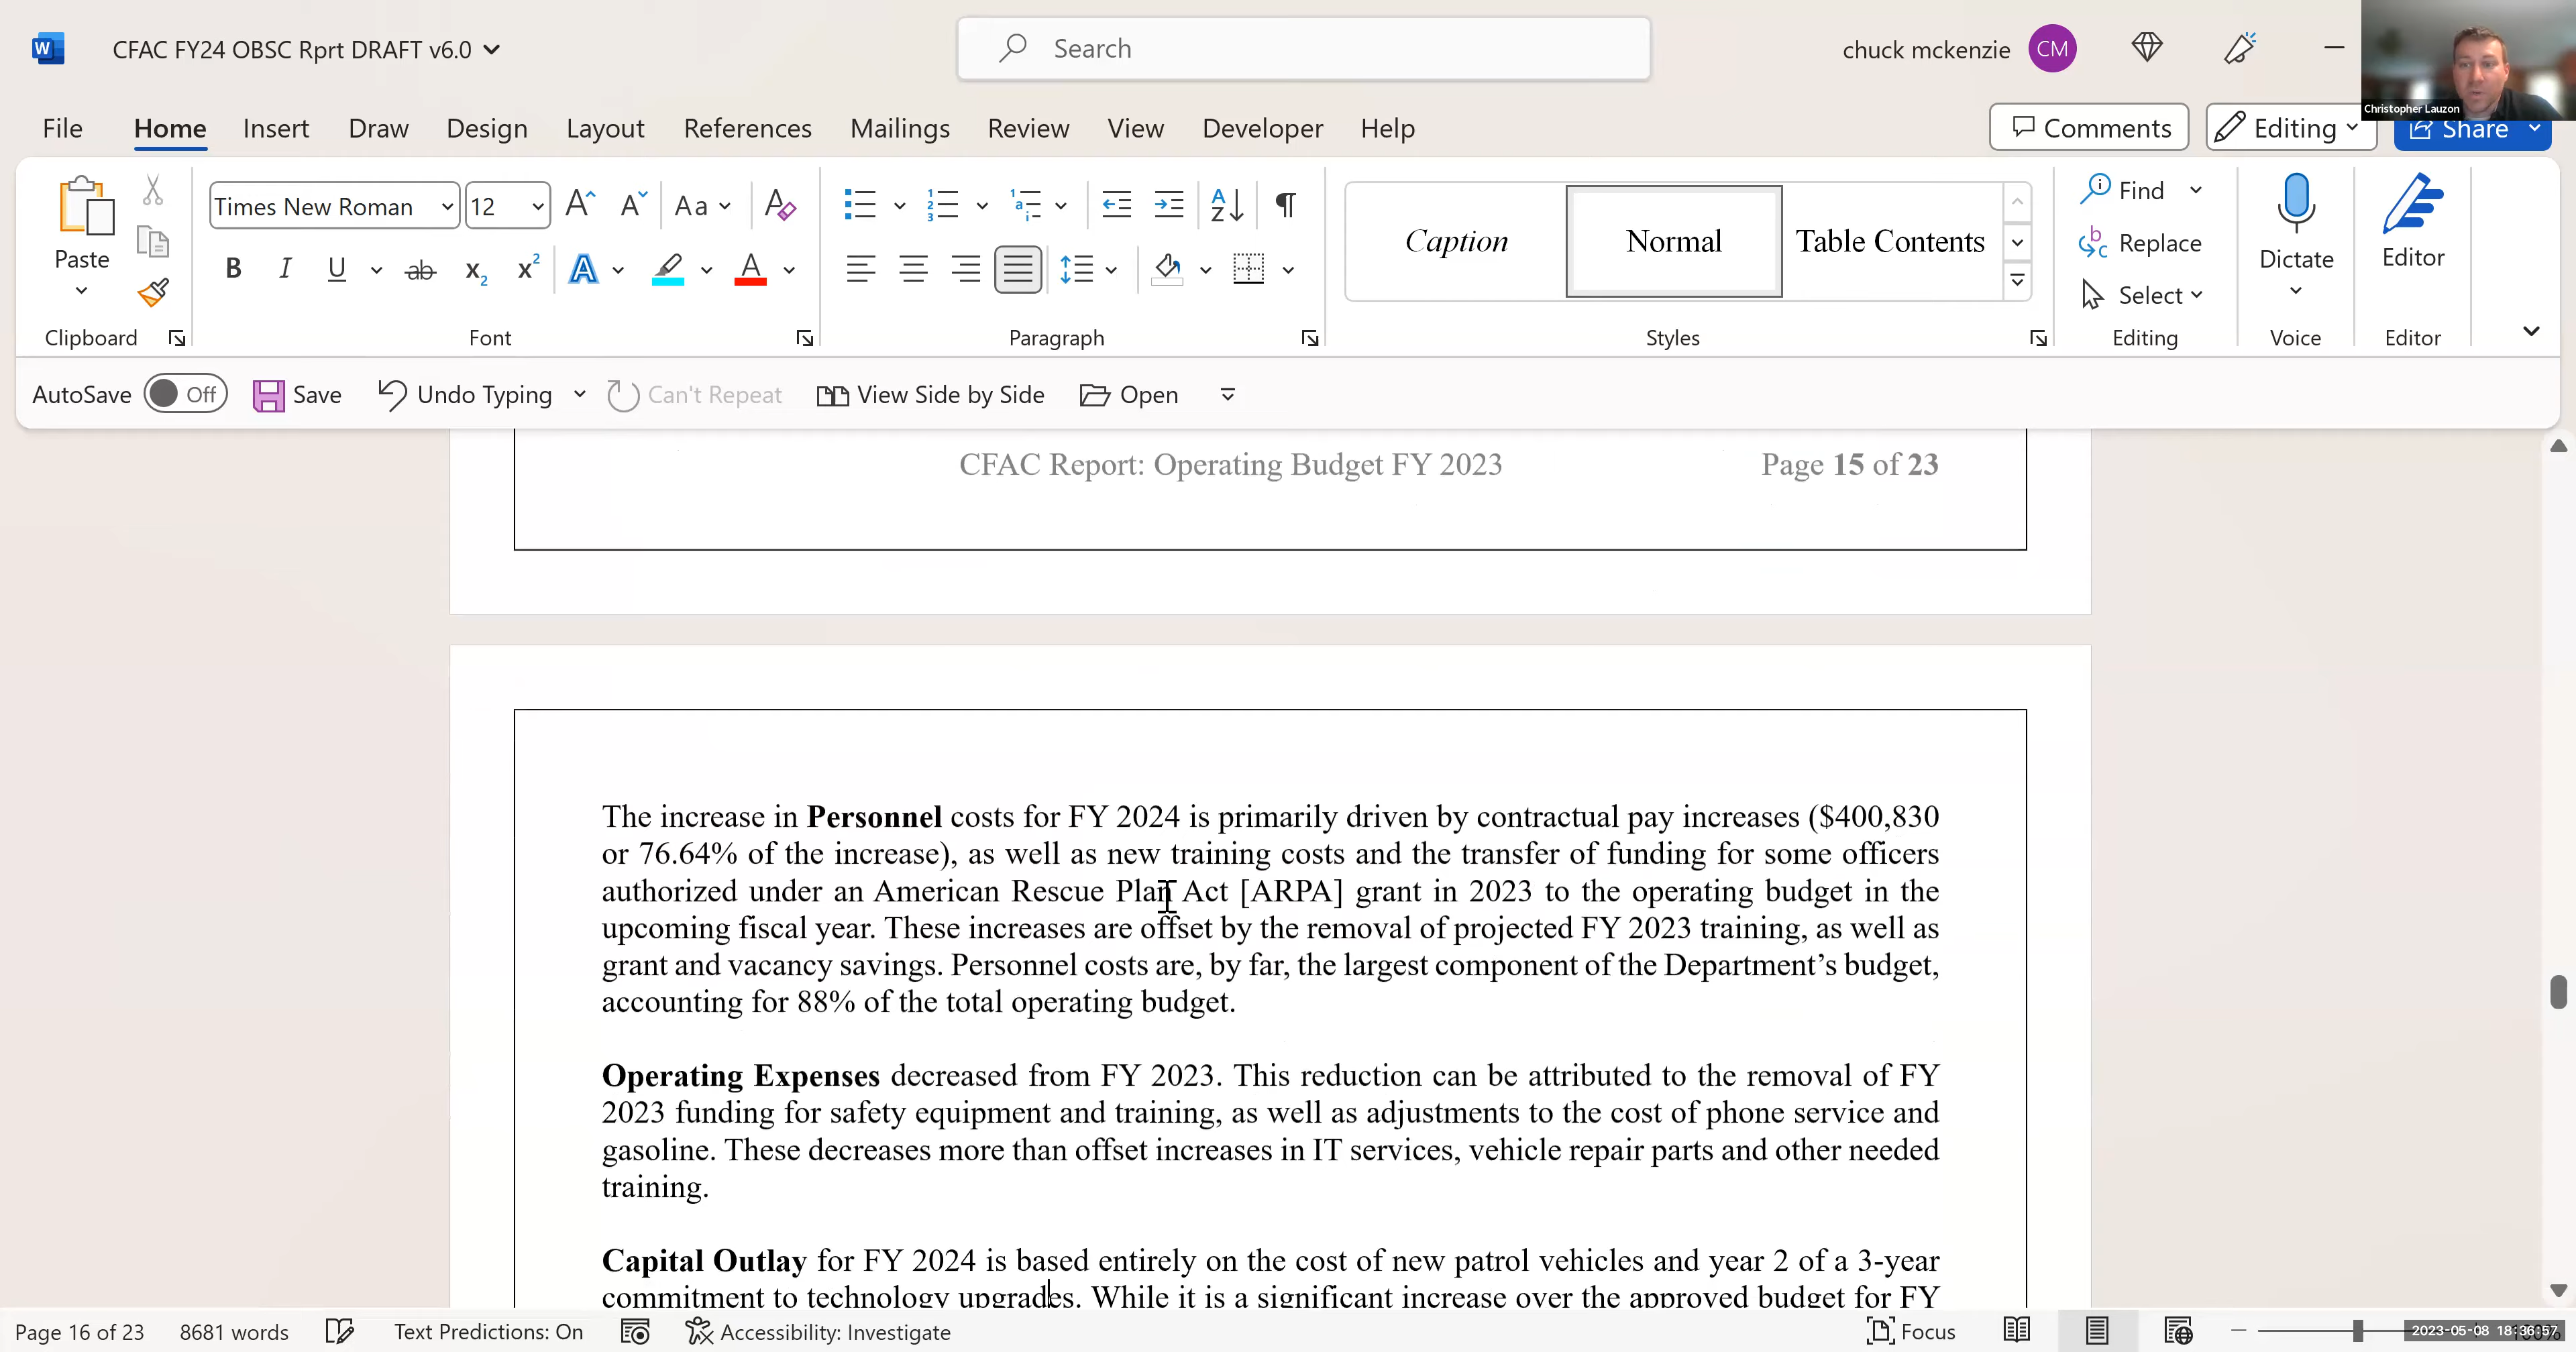 CFAC FY24 OBSC Rprt DRAFT v6.0
Search
chuck mckenzie CM
Christopher Lauzon
File Home Insert Draw Design Layout References Mailings Review View Developer Help
Comments Editing Share
Paste
Times New Roman 12
Caption Normal Table Contents
Find
Replace
Select
Dictate
Editor
Clipboard Font Paragraph Styles Editing Voice Editor
AutoSave Off Save Undo Typing Can't Repeat View Side by Side Open
CFAC Report: Operating Budget FY 2023 Page 15 of 23
The increase in Personnel costs for FY 2024 is primarily driven by contractual pay increases ($400,830
or 76.64% of the increase), as well as new training costs and the transfer of funding for some officers
authorized under an American Rescue Plan Act [ARPA] grant in 2023 to the operating budget in the
upcoming fiscal year. These increases are offset by the removal of projected FY 2023 training, as well as
grant and vacancy savings. Personnel costs are, by far, the largest component of the Department’s budget,
accounting for 88% of the total operating budget.
Operating Expenses decreased from FY 2023. This reduction can be attributed to the removal of FY
2023 funding for safety equipment and training, as well as adjustments to the cost of phone service and
gasoline. These decreases more than offset increases in IT services, vehicle repair parts and other needed
training.
Capital Outlay for FY 2024 is based entirely on the cost of new patrol vehicles and year 2 of a 3-year
commitment to technology upgrades. While it is a significant increase over the approved budget for FY
Page 16 of 23 8681 words Text Predictions: On Accessibility: Investigate Focus
2023-05-08 18:36:57